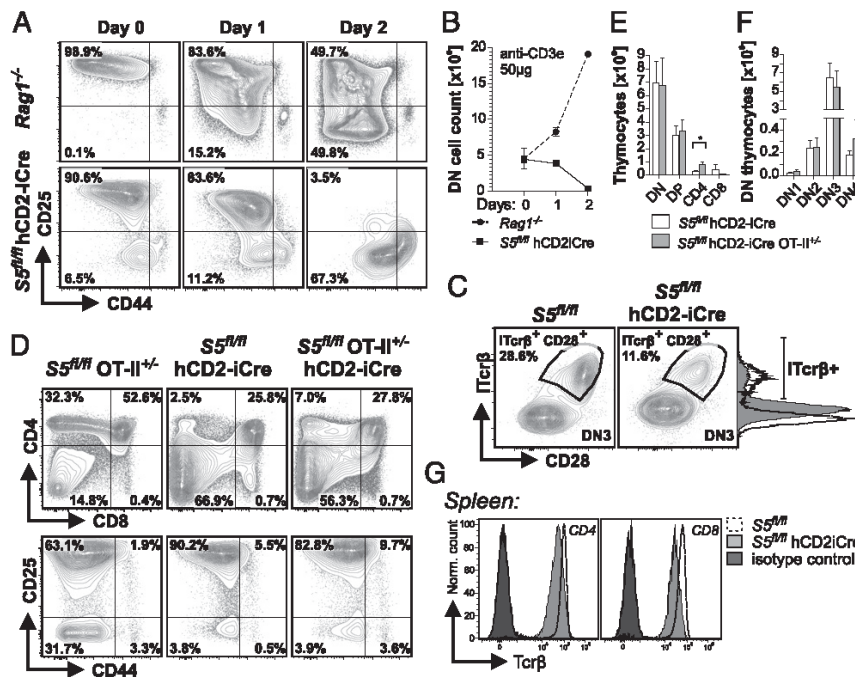 A
Day 0 Day 1 Day 2
Rag1-/-
98.9% 83.6% 49.7%
0.1% 15.2% 49.8%
S5fl/fl hCD2-iCre
CD25
90.6% 83.6% 3.5%
6.5% 11.2% 67.3%
CD44
B
DN cell count [x10⁶]
20
15
10
5
0
anti-CD3e
50µg
Days: 0 1 2
Rag1-/-
S5fl/fl hCD2iCre
E
Thymocytes [x10⁶]
9
8
7
6
5
4
3
2
1
0
*
DN DP CD4 CD8
F
DN thymocytes [x10⁶]
9
7
5
3
1
0.4
0.2
0.0
DN1 DN2 DN3 DN4
S5fl/fl hCD2-iCre
S5fl/fl hCD2-iCre OT-II+/-
C
S5fl/fl
S5fl/fl
hCD2-iCre
iTcrβ
iTcrβ+ CD28+
28.6%
DN3
iTcrβ+ CD28+
11.6%
DN3
iTcrβ+
CD28
D
S5fl/fl OT-II+/-
S5fl/fl
hCD2-iCre
S5fl/fl OT-II+/-
hCD2-iCre
CD4
32.3% 52.6% 2.5% 25.8% 7.0% 27.8%
14.8% 0.4% 66.9% 0.7% 56.3% 0.7%
CD8
CD25
63.1% 1.9% 90.2% 5.5% 82.8% 9.7%
31.7% 3.3% 3.8% 0.5% 3.9% 3.6%
CD44
G
Spleen:
Norm. count
100
80
60
40
20
0
CD4
CD8
S5fl/fl
S5fl/fl hCD2iCre
isotype control
Tcrβ